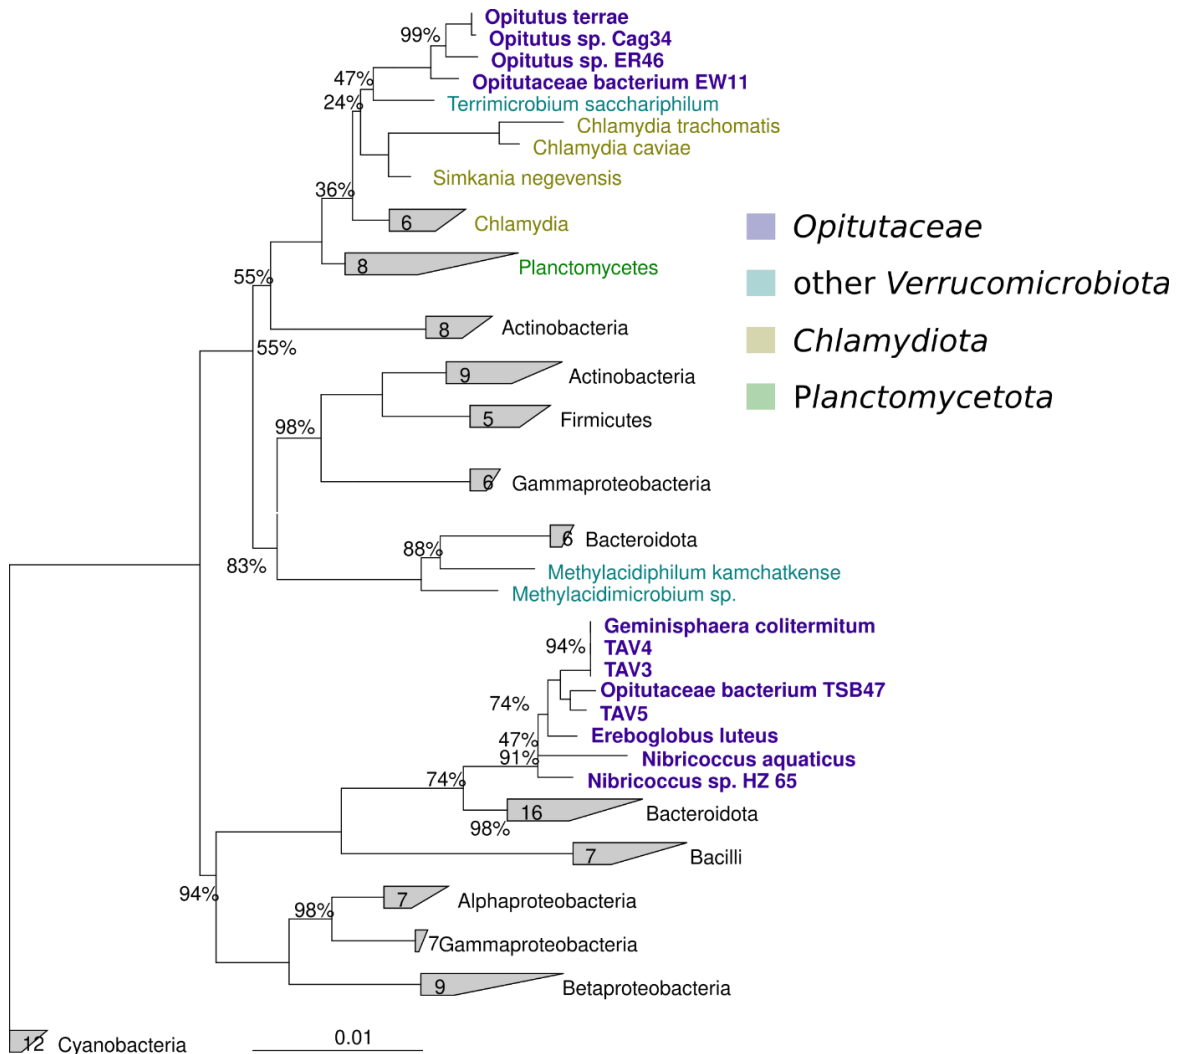 Opitutus terrae
99%
Opitutus sp. Cag34
Opitutus sp. ER46
47%
Opitutaceae bacterium EW11
24%
Terrimicrobium sacchariphilum
Chlamydia trachomatis
Chlamydia caviae
Simkania negevensis
36%
6
Chlamydia
8
Planctomycetes
55%
8
Actinobacteria
55%
9
Actinobacteria
5
Firmicutes
98%
6
Gammaproteobacteria
6
Bacteroidota
88%
83%
Methylacidiphilum kamchatkense
Methylacidimicrobium sp.
Opitutaceae
other Verrucomicrobiota
Chlamydiota
Planctomycetota
Geminisphaera colitermitum
94%
TAV4
TAV3
Opitutaceae bacterium TSB47
74%
TAV5
Ereboglobus luteus
47%
91%
Nibricoccus aquaticus
74%
Nibricoccus sp. HZ 65
16
Bacteroidota
98%
7
Bacilli
94%
7
Alphaproteobacteria
98%
7
Gammaproteobacteria
9
Betaproteobacteria
12
Cyanobacteria
0.01